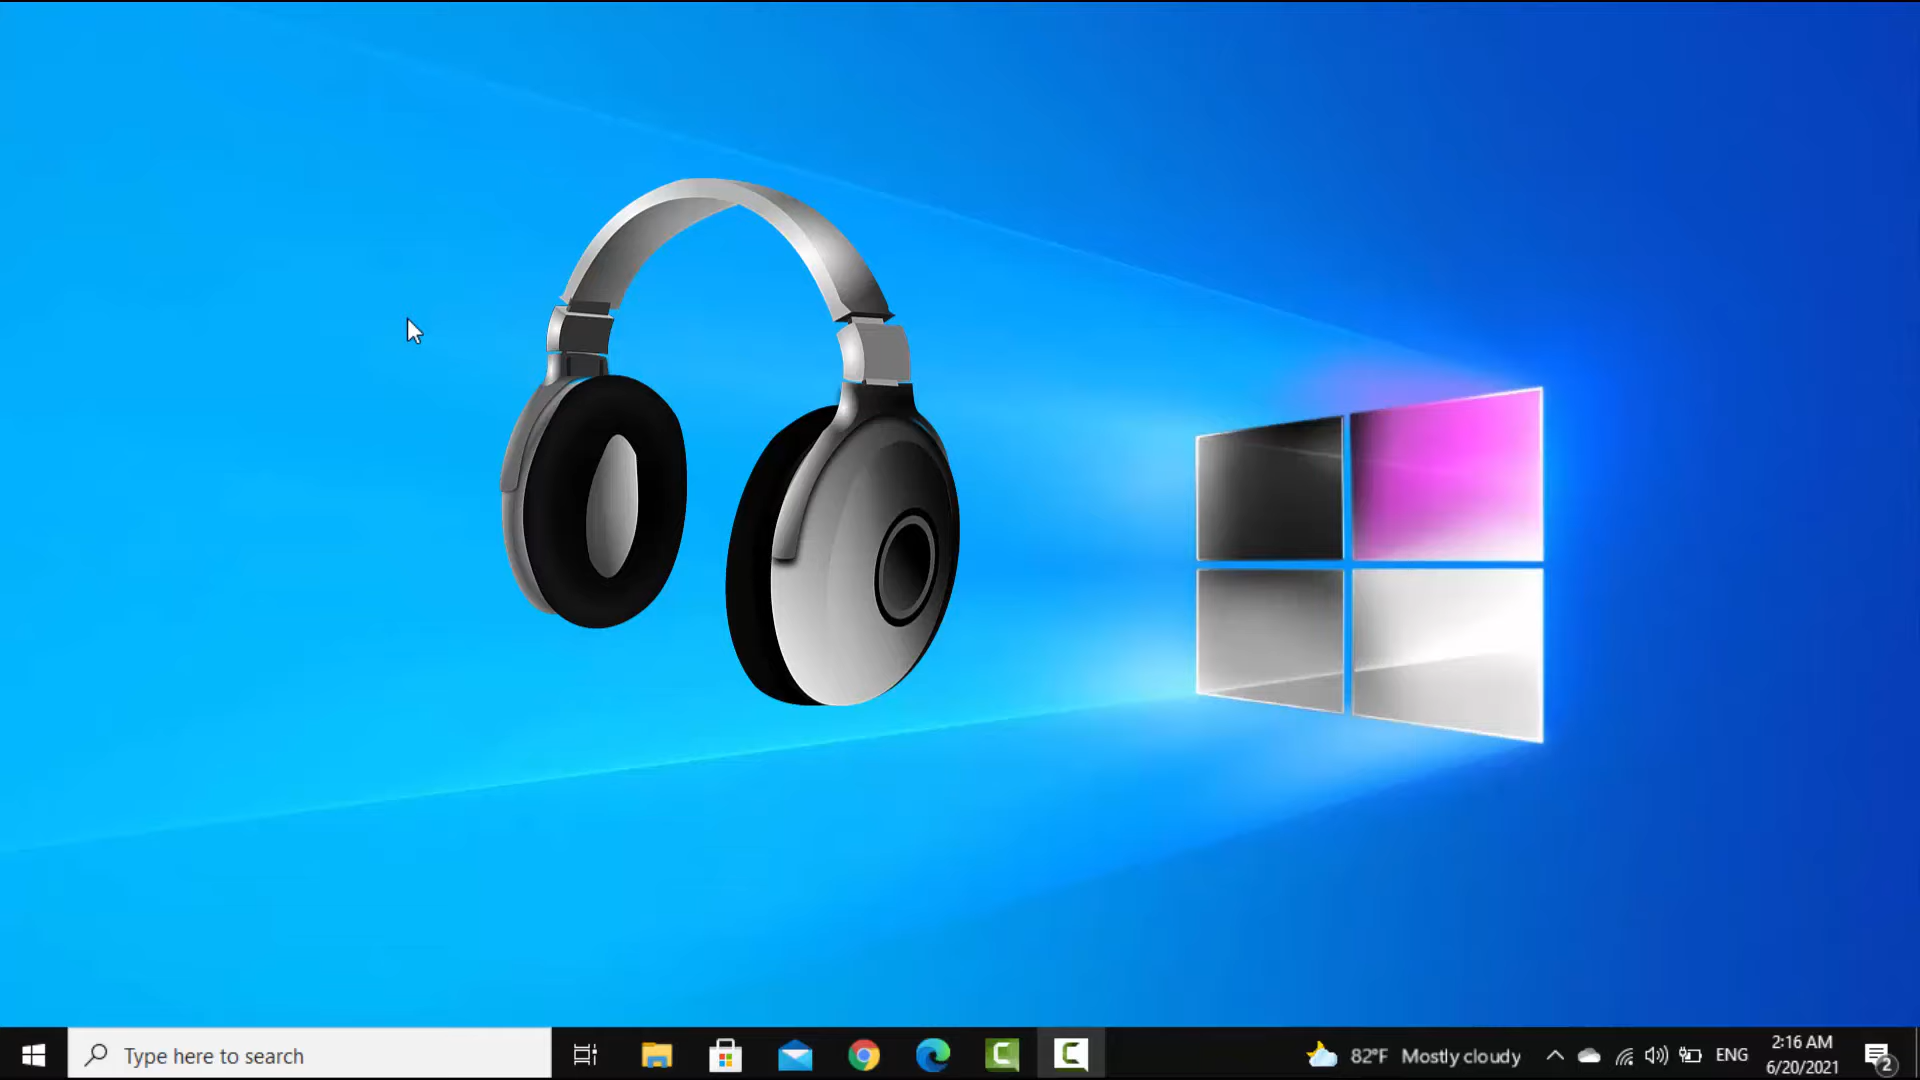 Type here to search
82°F Mostly cloudy
ENG
2:16 AM
6/20/2021
2